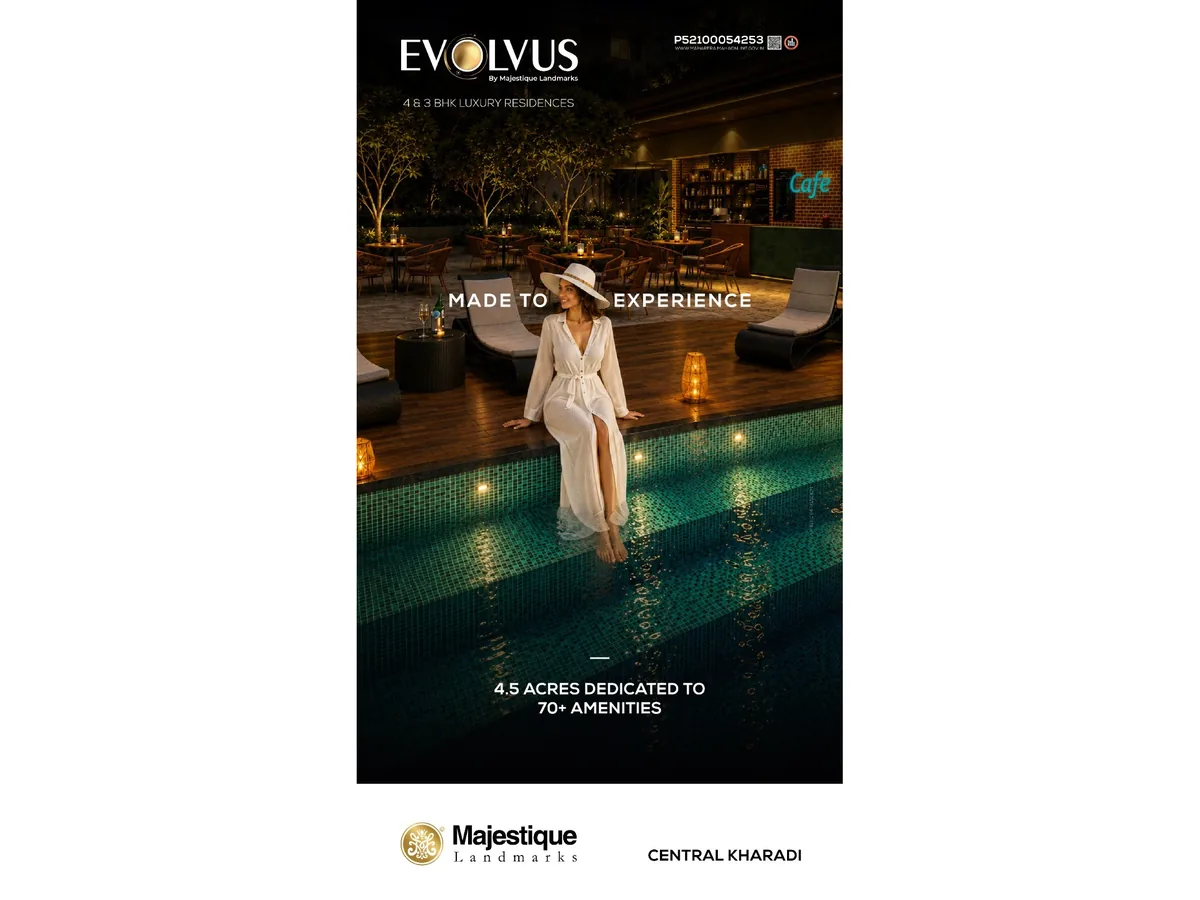 EVOLVUS
By Majestique Landmarks
4 & 3 BHK LUXURY RESIDENCES
P52100054253
Cafe
MADE TO EXPERIENCE
4.5 ACRES DEDICATED TO
70+ AMENITIES
Majestique
Landmarks
CENTRAL KHARADI